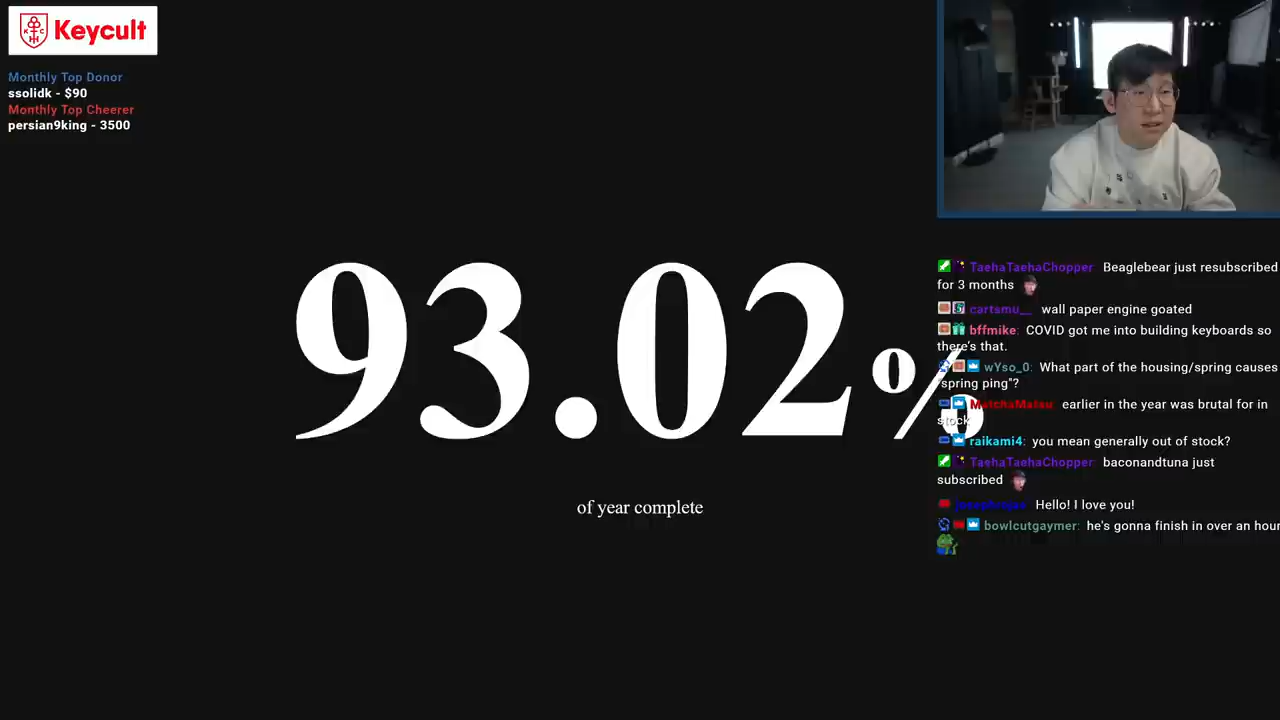 Keycult
Monthly Top Donor
ssolidk - $90
Monthly Top Cheerer
persian9king - 3500
93.02%
of year complete
TaehaTaehaChopper Beaglebear just resubscribed
for 3 months
cartsmu__ wall paper engine goated
bffmike: COVID got me into building keyboards so
there's that.
wYso_0: What part of the housing/spring causes
"spring ping"?
MatchaMatsu: earlier in the year was brutal for in
stock
raikami4: you mean generally out of stock?
TaehaTaehaChopper baconandtuna just
subscribed
Hello! I love you!
bowlcutgaymer: he's gonna finish in over an hour